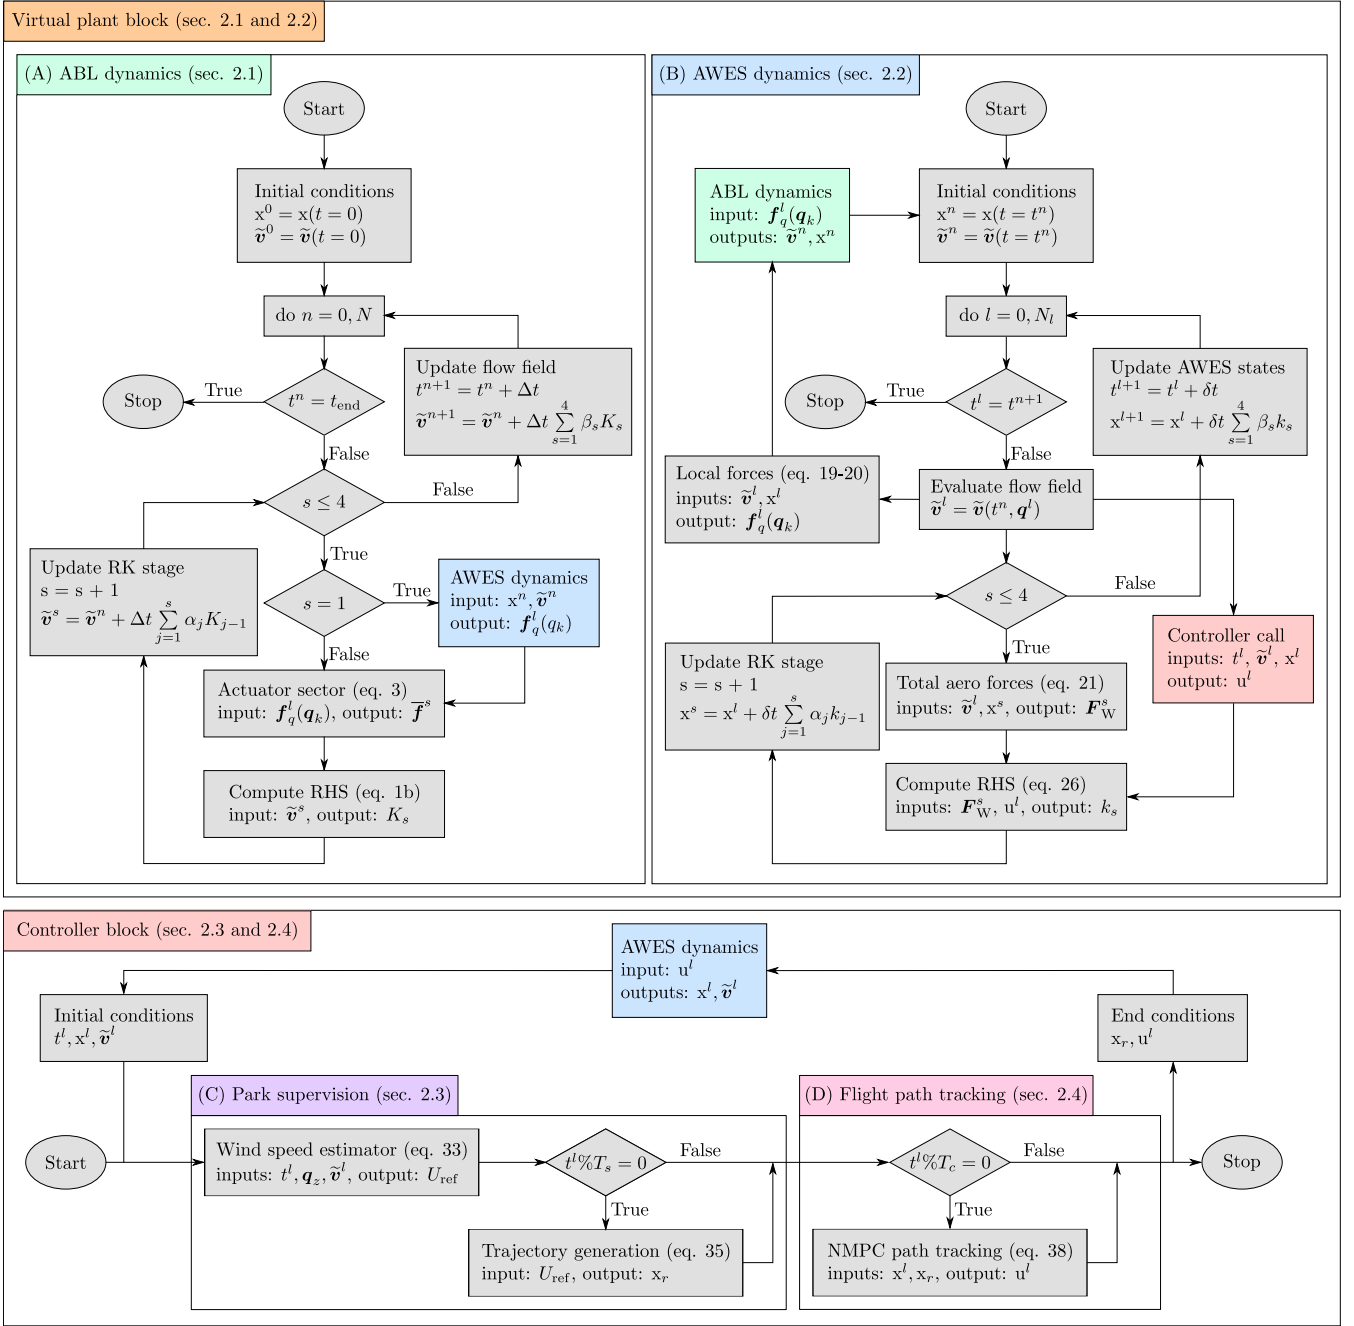 Virtual plant block (sec. 2.1 and 2.2)
(A) ABL dynamics (sec. 2.1)
Start
Initial conditions
x⁰ = x(t = 0)
ṽ⁰ = ṽ(t = 0)
do n = 0, N
tⁿ = t_end
True
Stop
False
Update flow field
tⁿ⁺¹ = tⁿ + Δt
ṽⁿ⁺¹ = ṽⁿ + Δt ∑_{s=1}^{4} β_s K_s
s ≤ 4
False
True
Update RK stage
s = s + 1
ṽˢ = ṽⁿ + Δt ∑_{j=1}^{s} α_j K_{j−1}
s = 1
True
False
AWES dynamics
input: xⁿ, ṽⁿ
output: f_q^l(q_k)
Actuator sector (eq. 3)
input: f_q^l(q_k), output: f̅ˢ
Compute RHS (eq. 1b)
input: ṽˢ, output: K_s
(B) AWES dynamics (sec. 2.2)
Start
ABL dynamics
input: f_q^l(q_k)
outputs: ṽⁿ, xⁿ
Initial conditions
xⁿ = x(t = tⁿ)
ṽⁿ = ṽ(t = tⁿ)
do l = 0, N_l
t^l = tⁿ⁺¹
True
Stop
False
Update AWES states
t^{l+1} = t^l + δt
x^{l+1} = x^l + δt ∑_{s=1}^{4} β_s k_s
Local forces (eq. 19-20)
inputs: ṽ^l, x^l
output: f_q^l(q_k)
Evaluate flow field
ṽ^l = ṽ(tⁿ, q^l)
s ≤ 4
False
True
Controller call
inputs: t^l, ṽ^l, x^l
output: u^l
Update RK stage
s = s + 1
xˢ = x^l + δt ∑_{j=1}^{s} α_j k_{j−1}
Total aero forces (eq. 21)
inputs: ṽ^l, xˢ, output: F_W^s
Compute RHS (eq. 26)
inputs: F_W^s, u^l, output: k_s
Controller block (sec. 2.3 and 2.4)
AWES dynamics
input: u^l
outputs: x^l, ṽ^l
Initial conditions
t^l, x^l, ṽ^l
End conditions
x_r, u^l
(C) Park supervision (sec. 2.3)
Start
Wind speed estimator (eq. 33)
inputs: t^l, q_z, ṽ^l, output: U_ref
t^l%T_s = 0
False
True
Trajectory generation (eq. 35)
input: U_ref, output: x_r
(D) Flight path tracking (sec. 2.4)
t^l%T_c = 0
False
True
NMPC path tracking (eq. 38)
inputs: x^l, x_r, output: u^l
Stop